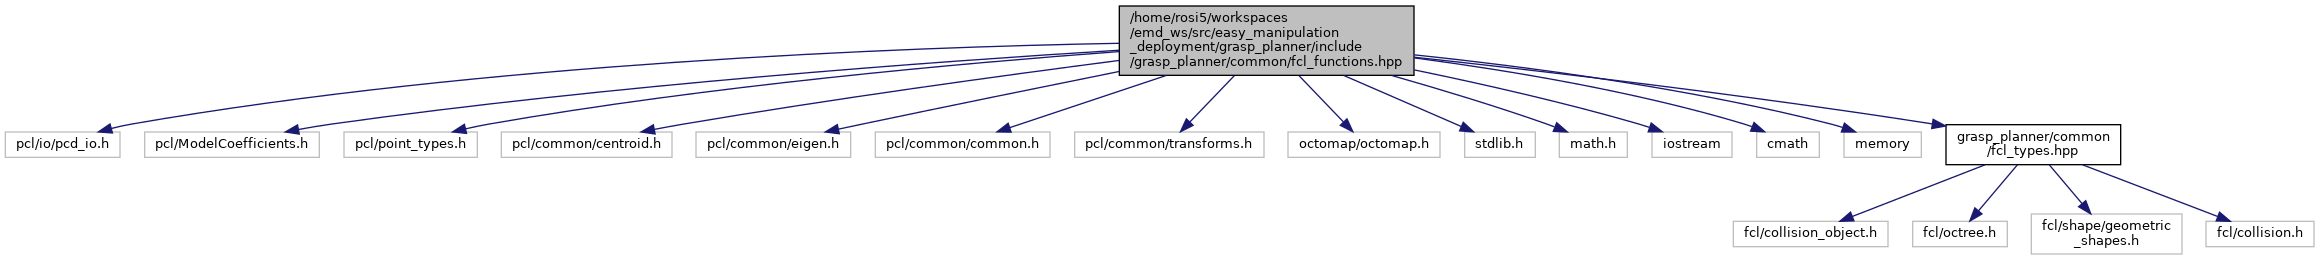 /home/rosi5/workspaces
/emd_ws/src/easy_manipulation
_deployment/grasp_planner/include
/grasp_planner/common/fcl_functions.hpp
pcl/io/pcd_io.h
pcl/ModelCoefficients.h
pcl/point_types.h
pcl/common/centroid.h
pcl/common/eigen.h
pcl/common/common.h
pcl/common/transforms.h
octomap/octomap.h
stdlib.h
math.h
iostream
cmath
memory
grasp_planner/common
/fcl_types.hpp
fcl/collision_object.h
fcl/octree.h
fcl/shape/geometric
_shapes.h
fcl/collision.h